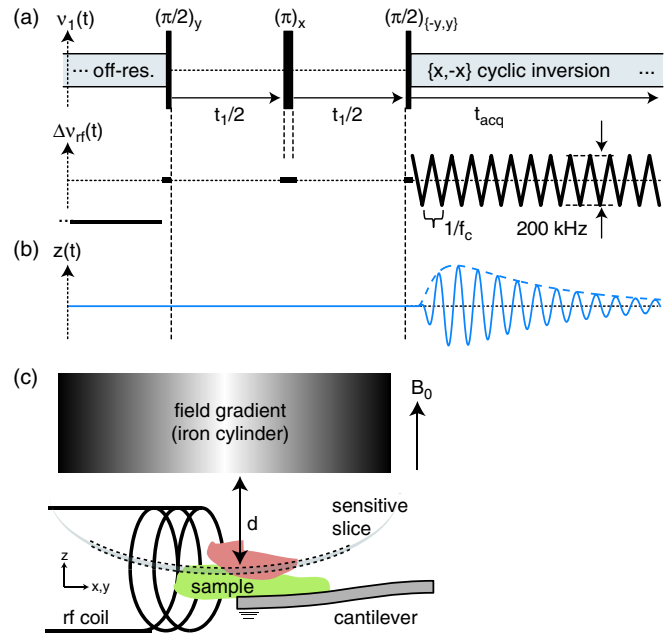 (a) ν₁(t) (π/2)y (π)x (π/2){-y,y}
··· off-res. {x,-x} cyclic inversion ···
t₁/2 t₁/2 tacq
Δνrf(t)
··· 1/fc 200 kHz
(b) z(t)
(c)
field gradient
(iron cylinder)
B₀
sensitive
slice
d
z
x,y
sample
rf coil cantilever